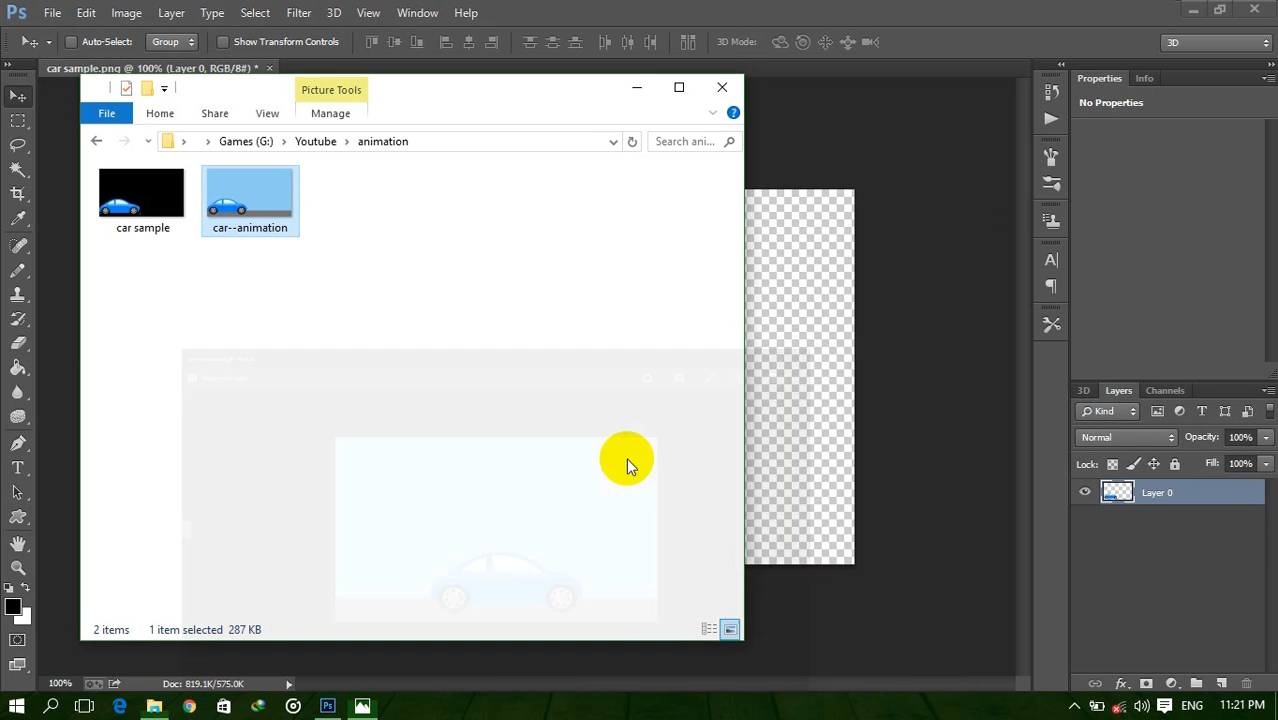 Ps File Edit Image Layer Type Select Filter 3D View Window Help
Auto-Select: Group Show Transform Controls 3D Mode: 3D
car sample.png @ 100% (Layer 0, RGB/8#) * ×
Picture Tools
File Home Share View Manage
Games (G:) Youtube animation Search ani...
car sample car--animation
2 items 1 item selected 287 KB
Properties Info
No Properties
3D Layers Channels
Kind
Normal Opacity: 100%
Lock: Fill: 100%
Layer 0
100% Doc: 819.1K/575.0K
ENG 11:21 PM